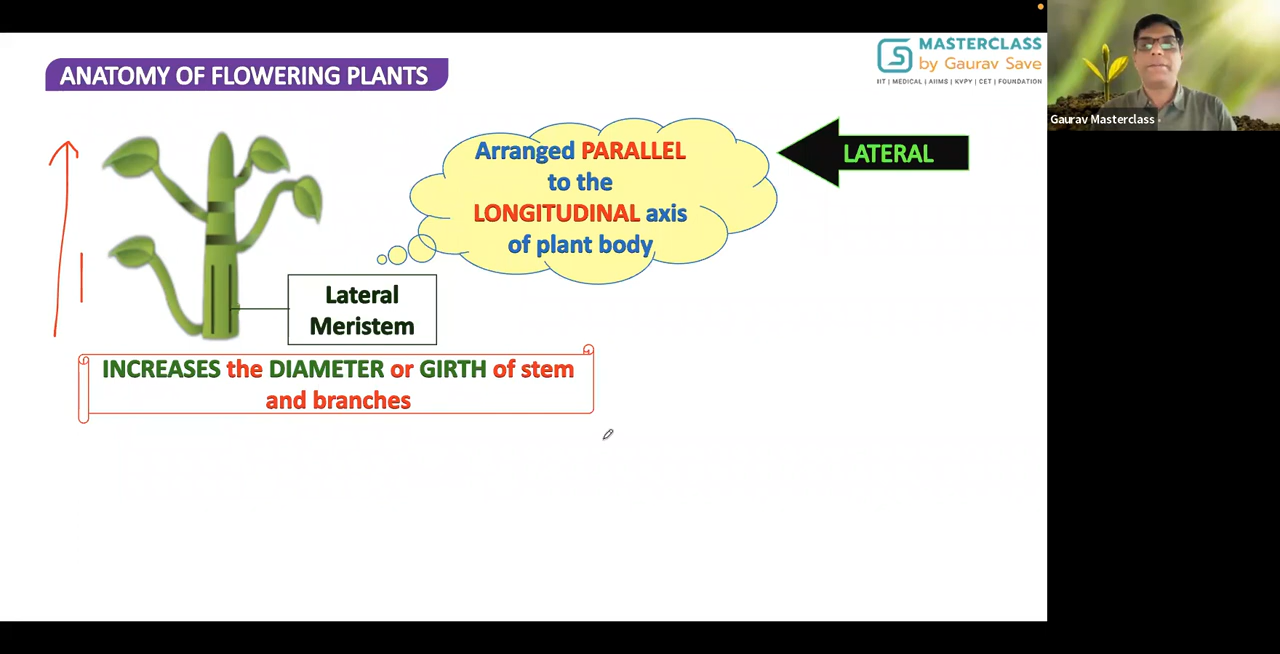 MASTERCLASS
by Gaurav Save
IIT | MEDICAL | AIIMS | KVPY | CET | FOUNDATION
ANATOMY OF FLOWERING PLANTS
Gaurav Masterclass
Arranged PARALLEL
to the
LONGITUDINAL axis
of plant body
LATERAL
Lateral
Meristem
INCREASES the DIAMETER or GIRTH of stem
and branches